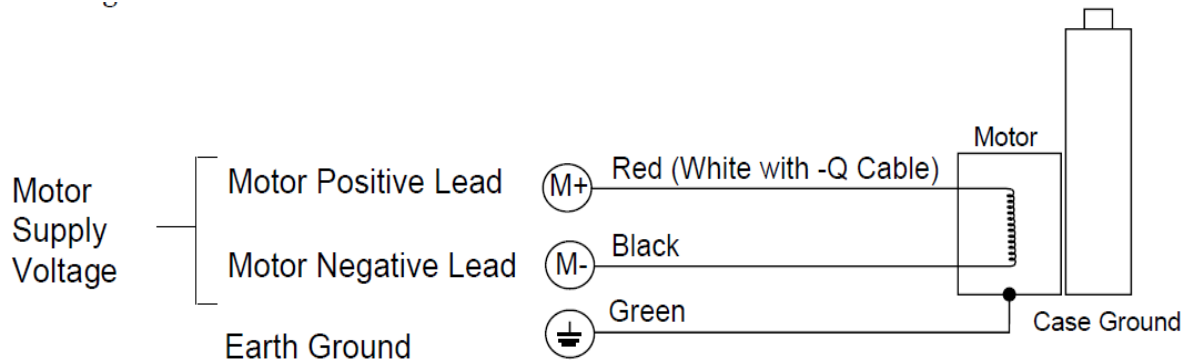 Motor
Motor
Supply
Voltage
Motor Positive Lead
M+
Red (White with -Q Cable)
Motor Negative Lead
M-
Black
Earth Ground
Green
Case Ground